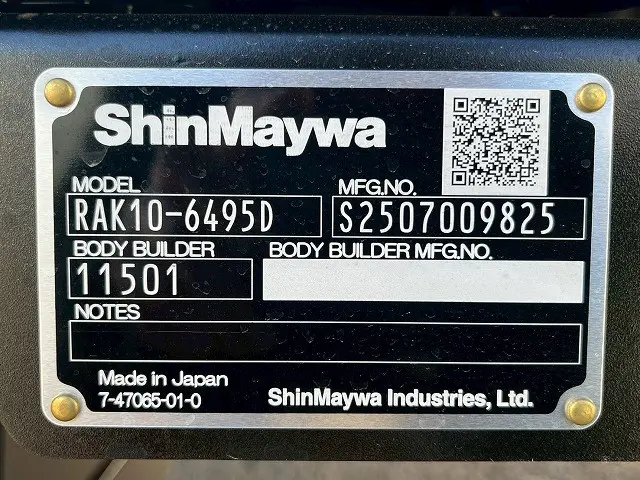 ShinMaywa
MODEL MFG.NO.
RAK10-6495D S2507009825
BODY BUILDER BODY BUILDER MFG.NO.
11501
NOTES
Made in Japan
7-47065-01-0 ShinMaywa Industries, Ltd.